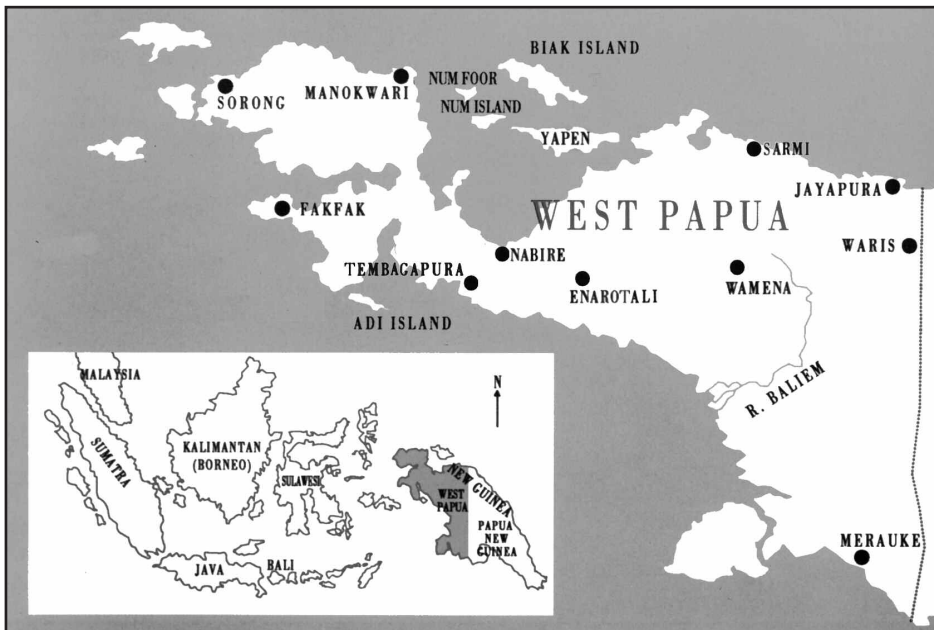 BIAK ISLAND
NUM FOOR
MANOKWARI
SORONG
NUM ISLAND
YAPEN
SARMI
JAYAPURA
FAKFAK
WEST PAPUA
WARIS
NABIRE
TEMBAGAPURA
ENAROTALI
WAMENA
ADI ISLAND
R. BALIEM
MERAUKE
MALAYSIA
N
SUMATRA
KALIMANTAN
(BORNEO)
SULAWESI
NEW GUINEA
WEST
PAPUA
PAPUA
NEW
GUINEA
JAVA
BALI